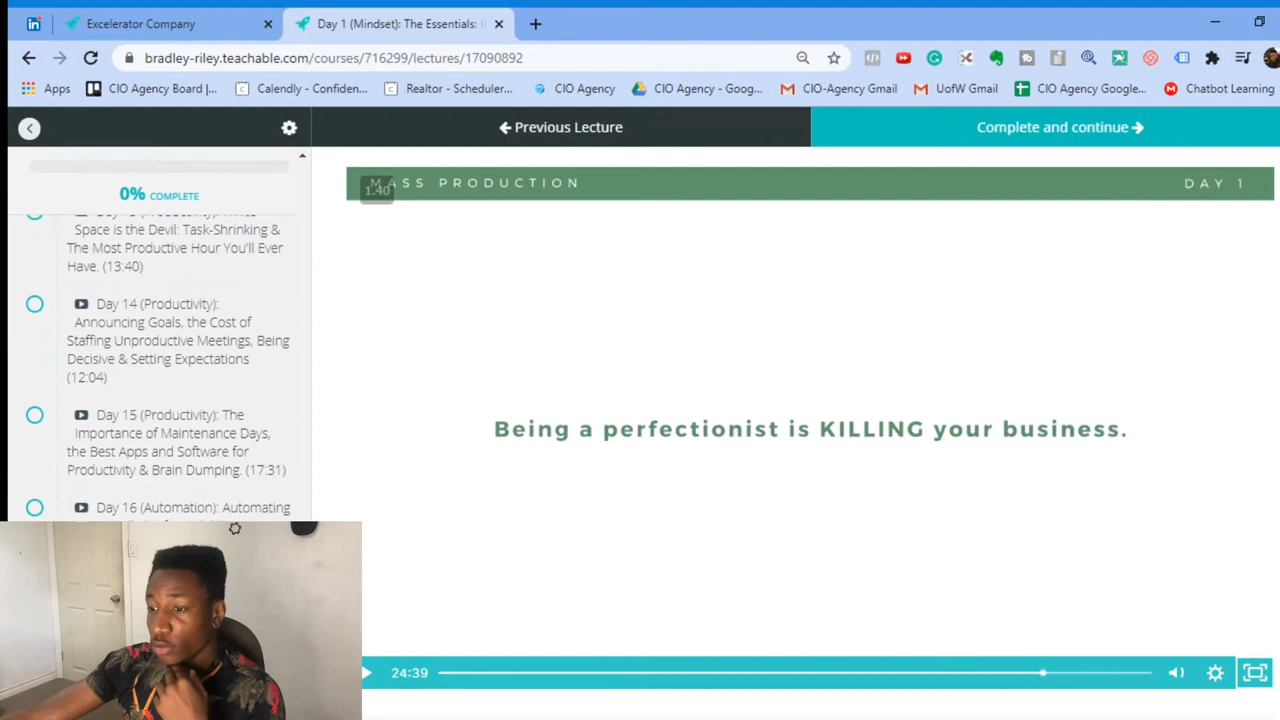 Excelerator Company
Day 1 (Mindset): The Essentials:
bradley-riley.teachable.com/courses/716299/lectures/17090892
Apps
CIO Agency Board |...
Calendly - Confiden...
Realtor - Scheduler...
CIO Agency
CIO Agency - Goog...
CIO-Agency Gmail
UofW Gmail
CIO Agency Google...
Chatbot Learning
Previous Lecture
Complete and continue
0% COMPLETE
Space is the Devil: Task-Shrinking &
The Most Productive Hour You'll Ever
Have. (13:40)
Day 14 (Productivity):
Announcing Goals, the Cost of
Staffing Unproductive Meetings, Being
Decisive & Setting Expectations
(12:04)
Day 15 (Productivity): The
Importance of Maintenance Days,
the Best Apps and Software for
Productivity & Brain Dumping. (17:31)
Day 16 (Automation): Automating
MASS PRODUCTION
DAY 1
1.40
Being a perfectionist is KILLING your business.
24:39